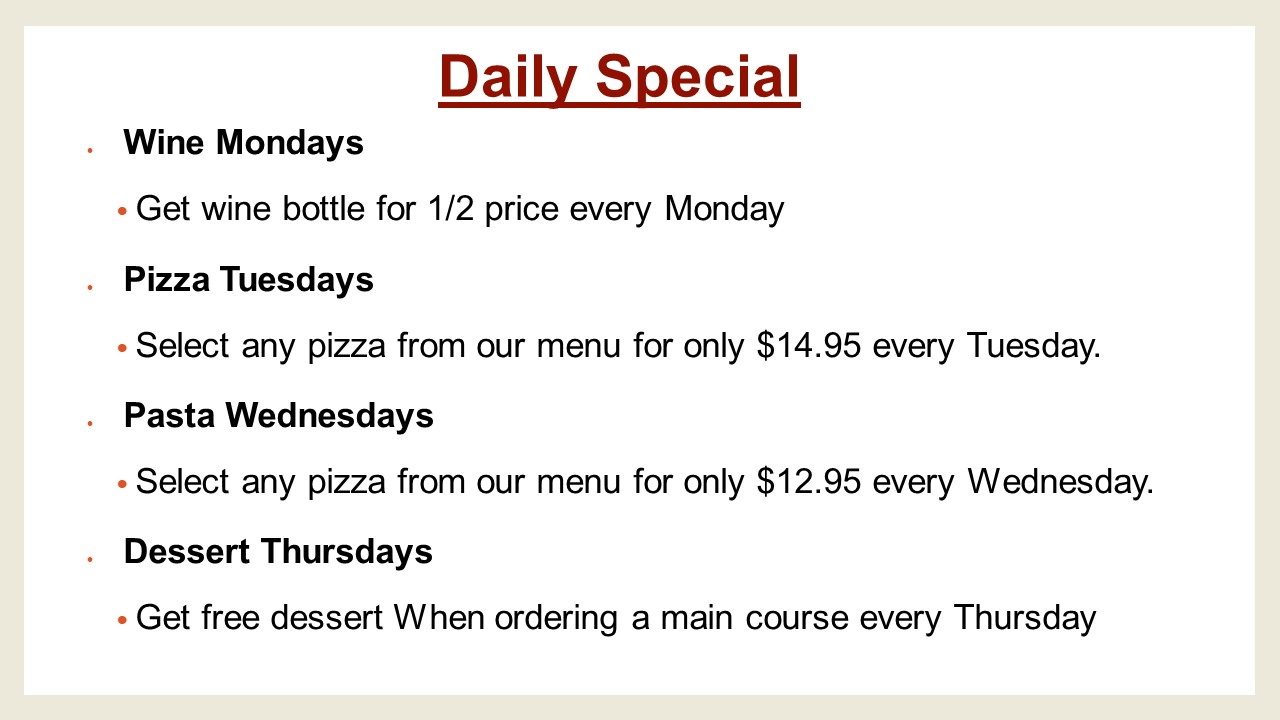 Daily Special
• Wine Mondays
• Get wine bottle for 1/2 price every Monday
• Pizza Tuesdays
• Select any pizza from our menu for only $14.95 every Tuesday.
• Pasta Wednesdays
• Select any pizza from our menu for only $12.95 every Wednesday.
• Dessert Thursdays
• Get free dessert When ordering a main course every Thursday